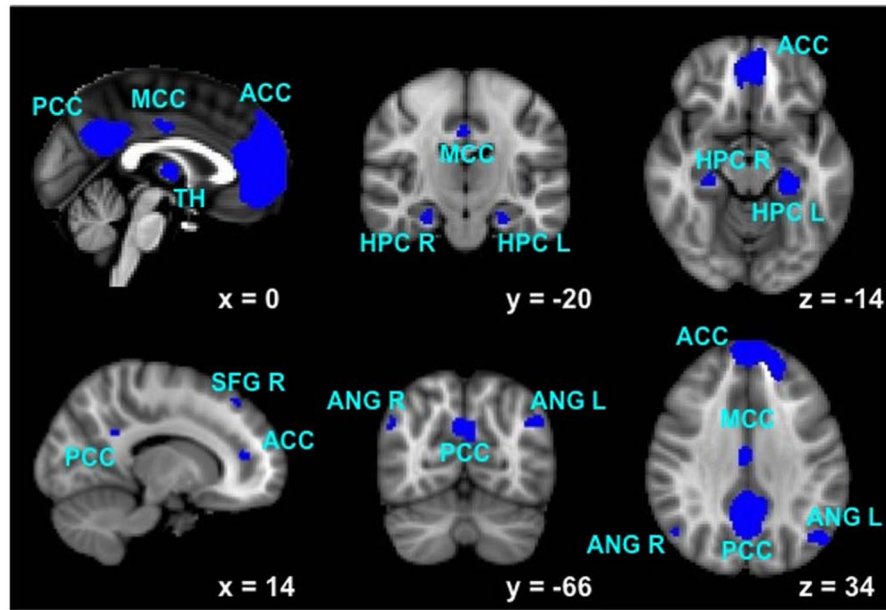 PCC MCC ACC
TH
x = 0
MCC
HPC R HPC L
y = -20
ACC
HPC R
HPC L
z = -14
SFG R
PCC ACC
x = 14
ANG R ANG L
PCC
y = -66
ACC
MCC
ANG L
ANG R PCC
z = 34